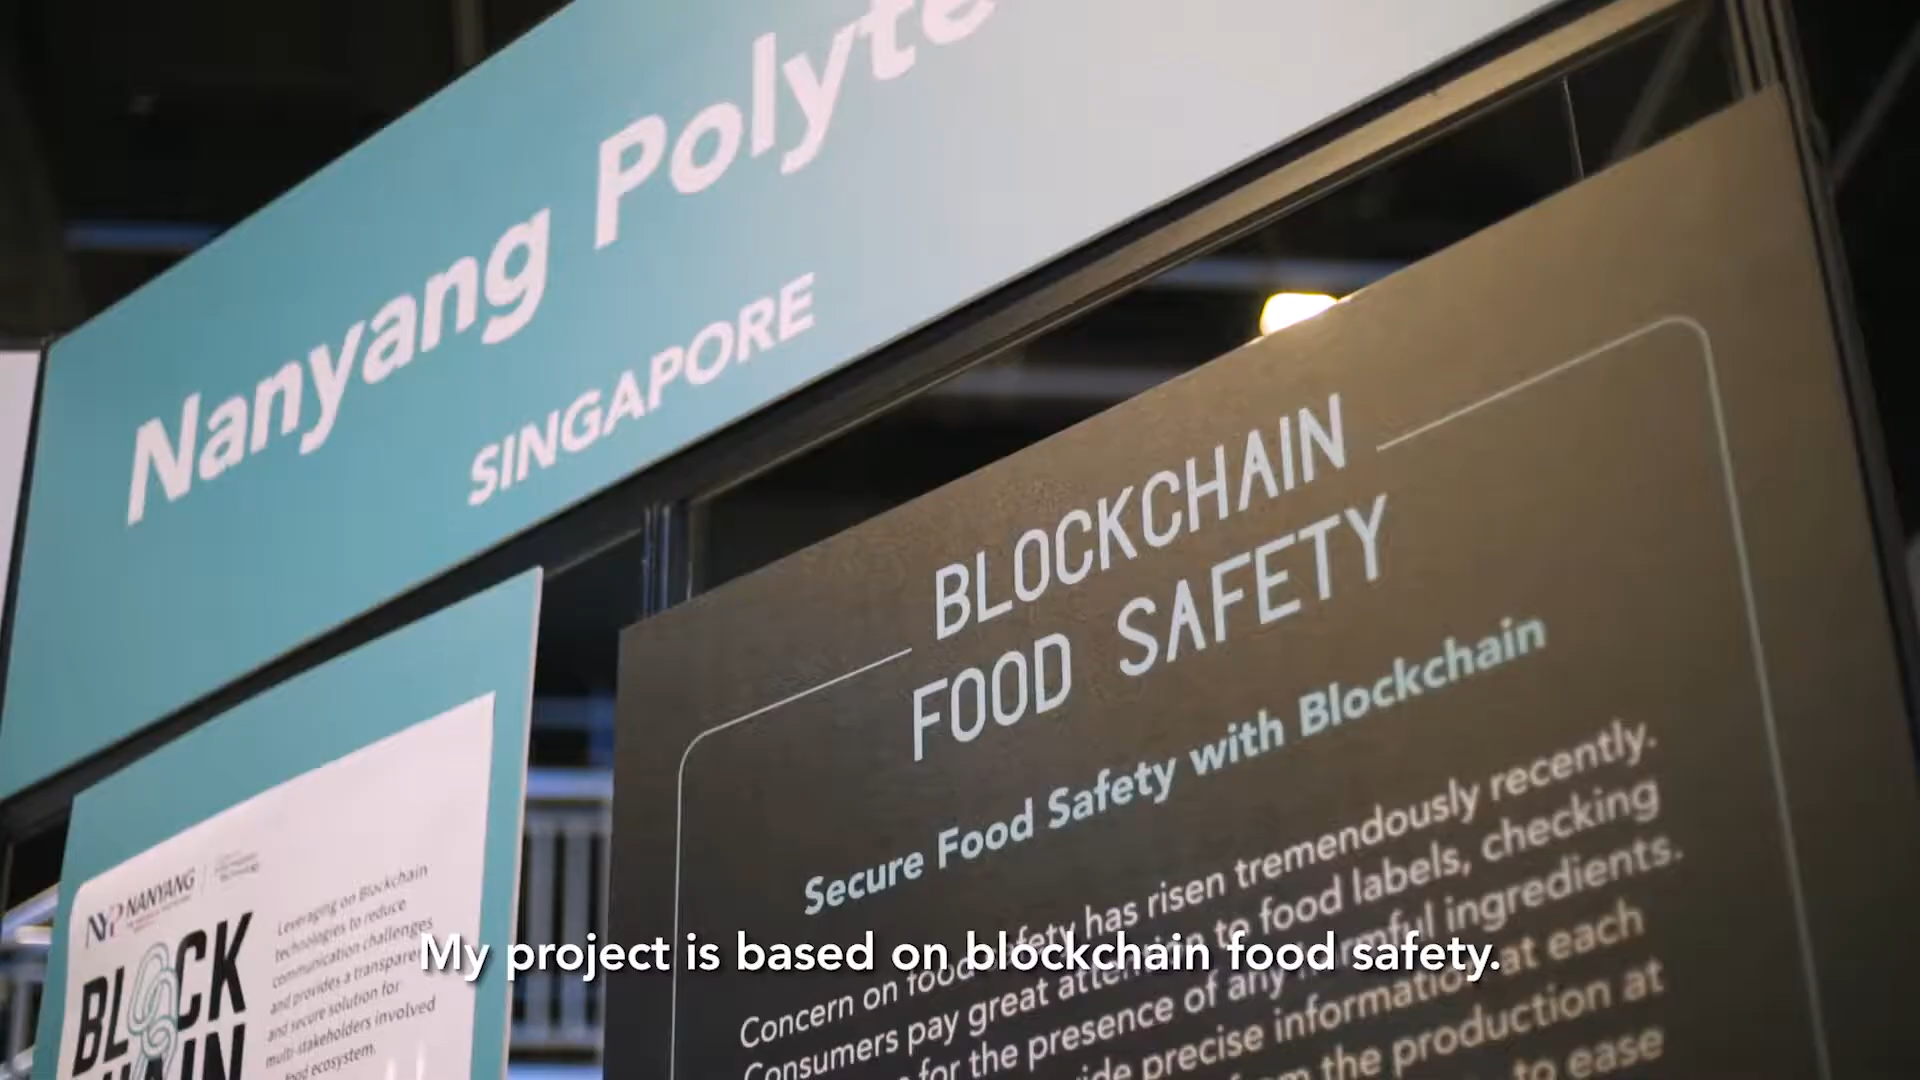 Nanyang Polyte
SINGAPORE
BLOCKCHAIN
FOOD SAFETY
Secure Food Safety with Blockchain
Concern on food safety has risen tremendously recently.
Consumers pay great attention to food labels, checking
for the presence of any harmful ingredients.
precise information at each
the production at
to ease
NYP NANYANG
BLOCK
CHAIN
Leveraging on Blockchain
technologies to reduce
communication challenges
and provides a transparent
and secure solution for
multi-stakeholders involved
food ecosystem.
My project is based on blockchain food safety.